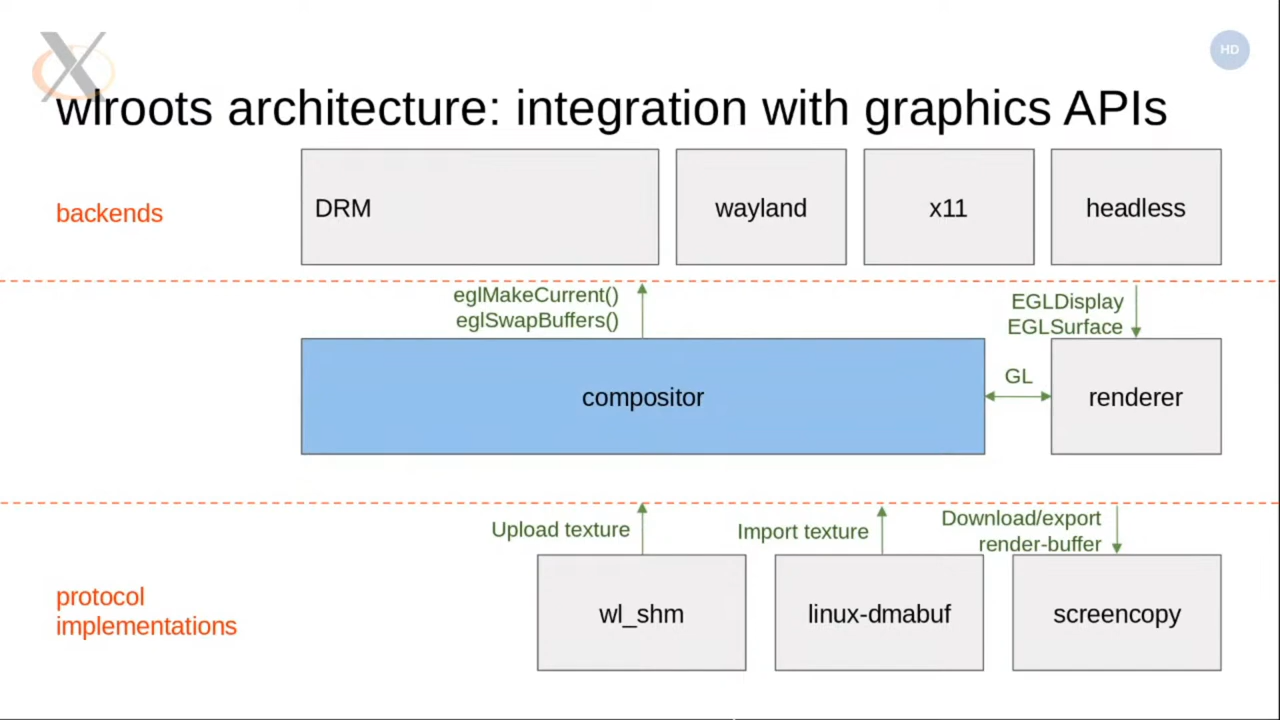 HD
wlroots architecture: integration with graphics APIs
backends
DRM
wayland
x11
headless
eglMakeCurrent()
eglSwapBuffers()
EGLDisplay
EGLSurface
compositor
GL
renderer
Upload texture
Import texture
Download/export
render-buffer
protocol
implementations
wl_shm
linux-dmabuf
screencopy